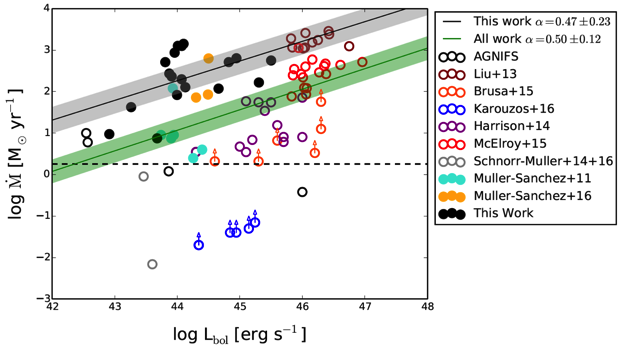 4
3
2
1
0
−1
−2
−3
42
43
44
45
46
47
48
log Ṁ [M⊙ yr⁻¹]
log Lbol [erg s⁻¹]
This work α=0.47±0.23
All work α=0.50±0.12
AGNIFS
Liu+13
Brusa+15
Karouzos+16
Harrison+14
McElroy+15
Schnorr-Muller+14+16
Muller-Sanchez+11
Muller-Sanchez+16
This Work